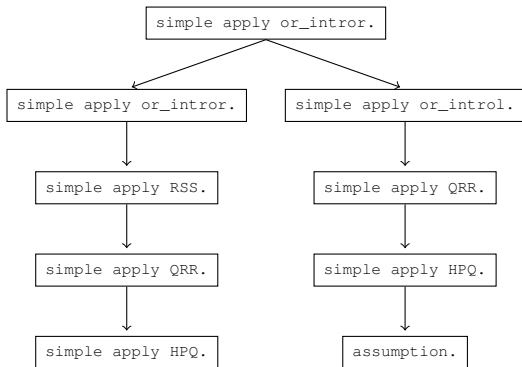 simple apply or_intror.
simple apply or_intror.
simple apply or_introl.
simple apply RSS.
simple apply QRR.
simple apply QRR.
simple apply HPQ.
simple apply HPQ.
assumption.